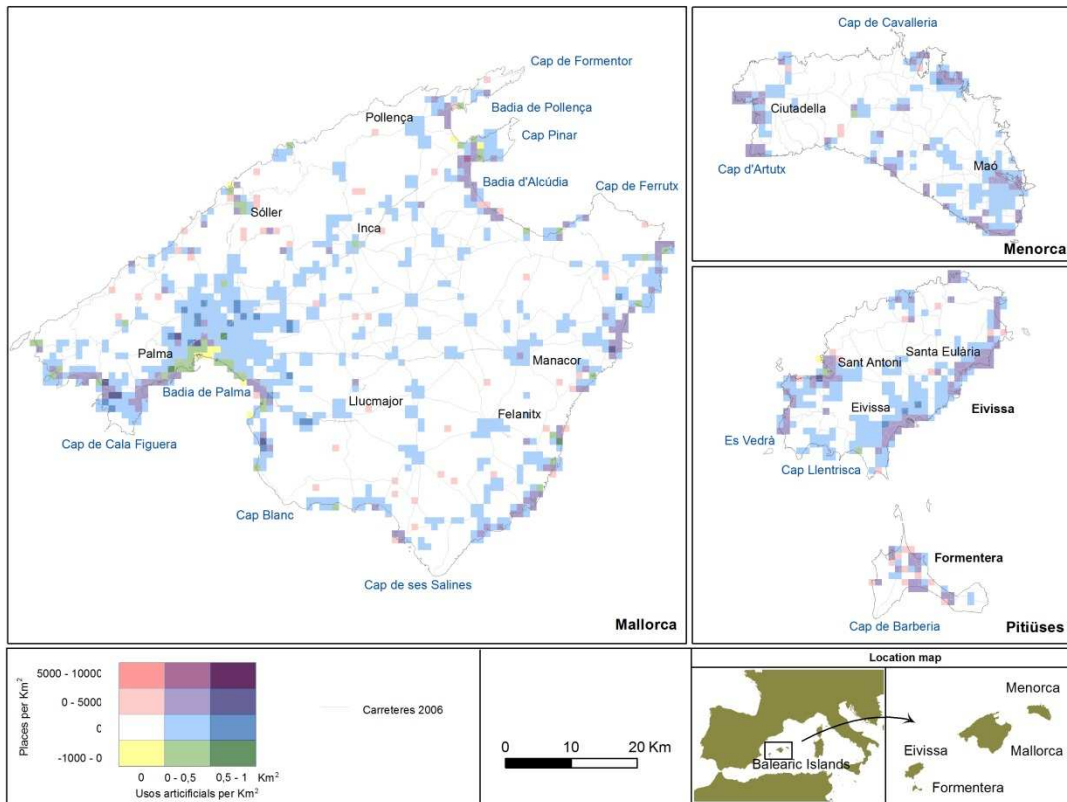 Cap de Formentor
Pollença
Badia de Pollença
Cap Pinar
Badia d'Alcúdia
Cap de Ferrutx
Sóller
Inca
Palma
Badia de Palma
Manacor
Llucmajor
Felanitx
Cap de Cala Figuera
Cap Blanc
Cap de ses Salines
Mallorca
Cap de Cavalleria
Ciutadella
Maó
Cap d'Artutx
Menorca
Sant Antoni
Santa Eulària
Eivissa
Eivissa
Es Vedrà
Cap Llentrisca
Formentera
Cap de Barberia
Pitiüses
Places per Km²
5000 - 10000
0 - 5000
0
-1000 - 0
0
0 - 0,5
0,5 - 1
Km²
Usos articificials per Km²
Carreteres 2006
0
10
20 Km
Location map
Balearic Islands
Menorca
Eivissa
Mallorca
Formentera